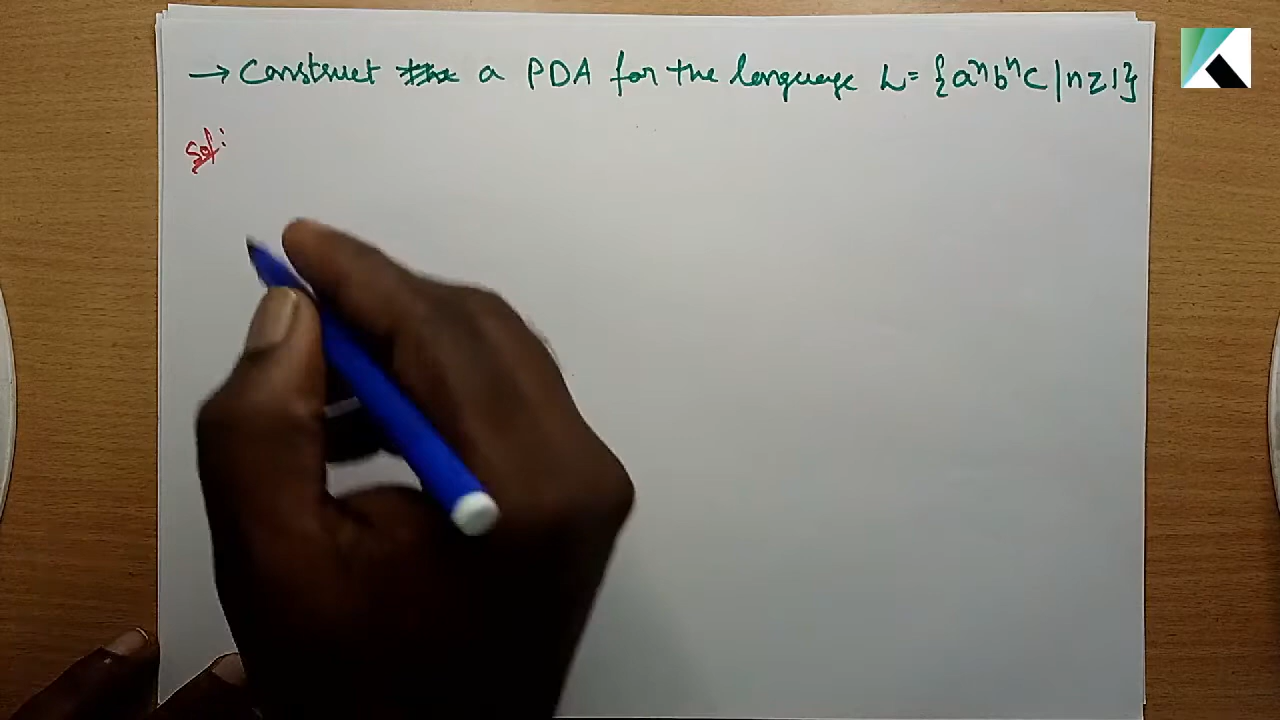 → Construct a PDA for the language L = {aⁿbⁿc | n≥1}
Sol: